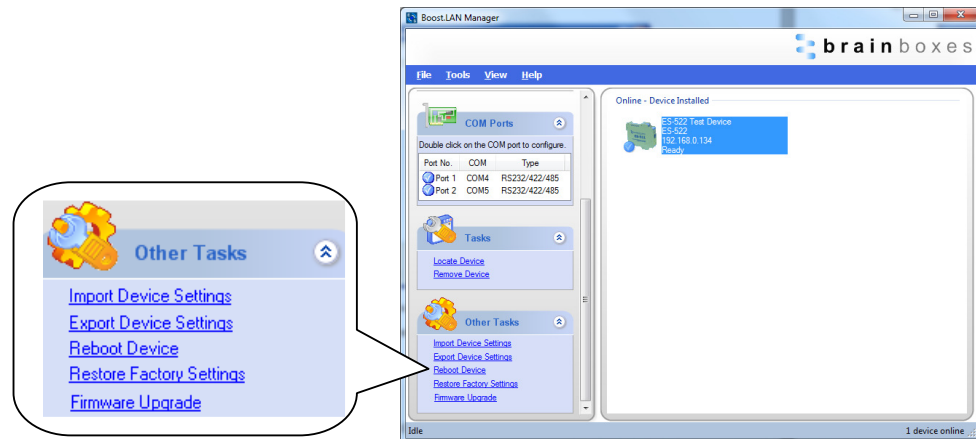 Boost.LAN Manager
brainboxes
File Tools View Help
COM Ports
Double click on the COM port to configure.
Port No. COM Type
Port 1 COM4 RS232/422/485
Port 2 COM5 RS232/422/485
Tasks
Locate Device
Remove Device
Other Tasks
Import Device Settings
Export Device Settings
Reboot Device
Restore Factory Settings
Firmware Upgrade
Online - Device Installed
ES-522 Test Device
ES-522
192.168.0.134
Ready
Idle
1 device online
Other Tasks
Import Device Settings
Export Device Settings
Reboot Device
Restore Factory Settings
Firmware Upgrade